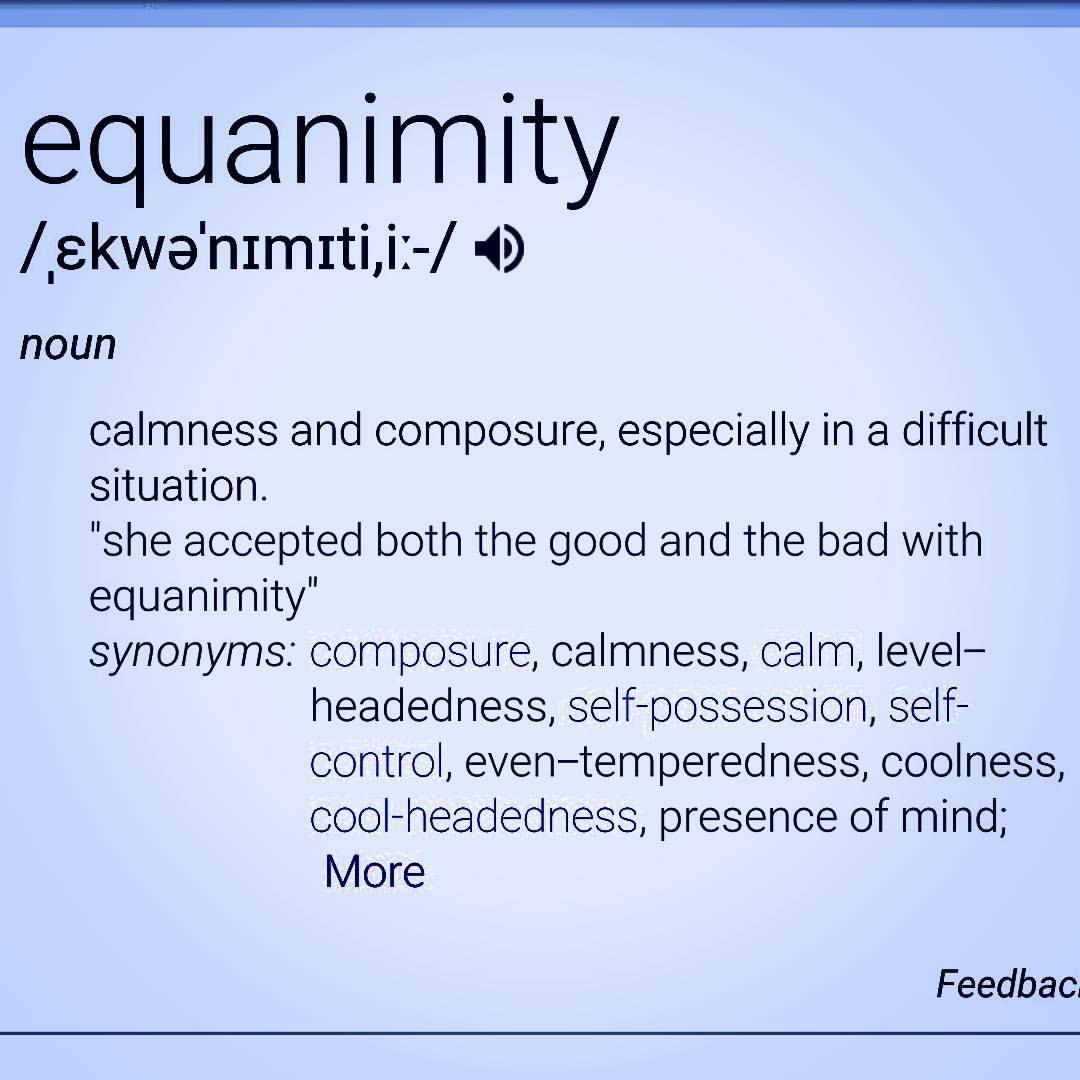 equanimity
/ˌɛkwəˈnɪmɪti,iː-/
noun
calmness and composure, especially in a difficult
situation.
"she accepted both the good and the bad with
equanimity"
synonyms: composure, calmness, calm, level–
headedness, self-possession, self-
control, even–temperedness, coolness,
cool-headedness, presence of mind;
More
Feedback